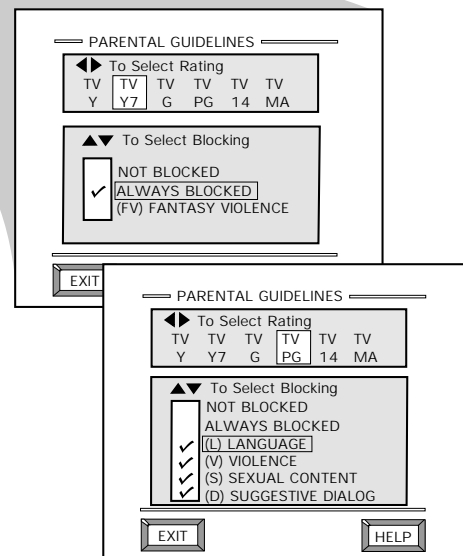 PARENTAL GUIDELINES
◀▶ To Select Rating
TV TV TV TV TV TV
Y Y7 G PG 14 MA
▲▼ To Select Blocking
NOT BLOCKED
✓ ALWAYS BLOCKED
(FV) FANTASY VIOLENCE
EXIT
PARENTAL GUIDELINES
◀▶ To Select Rating
TV TV TV TV TV TV
Y Y7 G PG 14 MA
▲▼ To Select Blocking
NOT BLOCKED
ALWAYS BLOCKED
✓ (L) LANGUAGE
✓ (V) VIOLENCE
✓ (S) SEXUAL CONTENT
✓ (D) SUGGESTIVE DIALOG
EXIT HELP